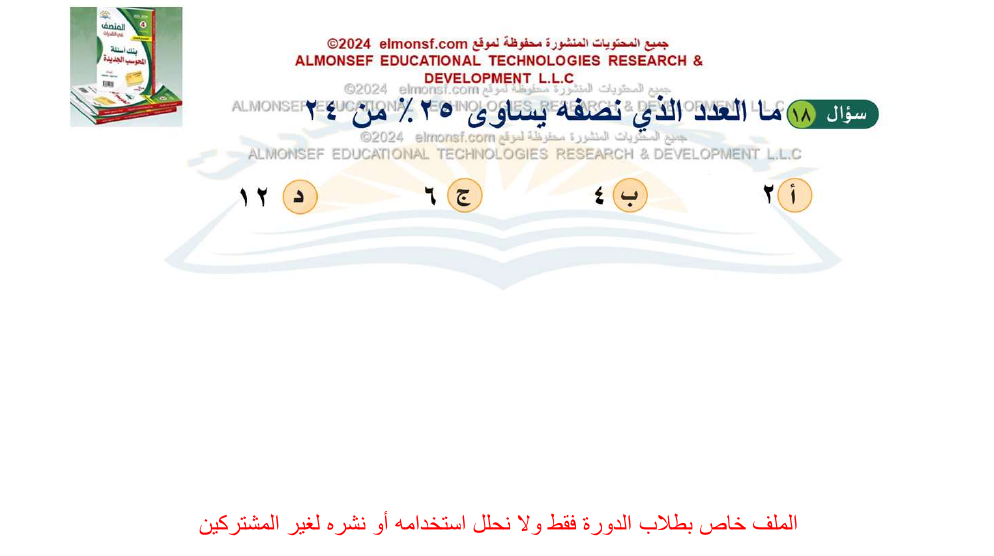 المنصف
في القدرات
بنك أسئلة
المحوسب الجديدة
جميع المحتويات المنشورة محفوظة لموقع elmonsf.com ©2024
ALMONSEF EDUCATIONAL TECHNOLOGIES RESEARCH &
DEVELOPMENT L.L.C
جميع المحتويات المنشورة محفوظة لموقع elmonsf.com ©2024
ALMONSEF EDUCATIONAL TECHNOLOGIES RESEARCH & DEVELOPMENT L.L.C
سؤال ١٨ ما العدد الذي نصفه يساوى ٢٥ ٪ من ٢٤
جميع المحتويات المنشورة محفوظة لموقع elmonsf.com ©2024
ALMONSEF EDUCATIONAL TECHNOLOGIES RESEARCH & DEVELOPMENT L.L.C
أ ٢ ب ٤ ج ٦ د ١٢
الملف خاص بطلاب الدورة فقط ولا نحلل استخدامه أو نشره لغير المشتركين